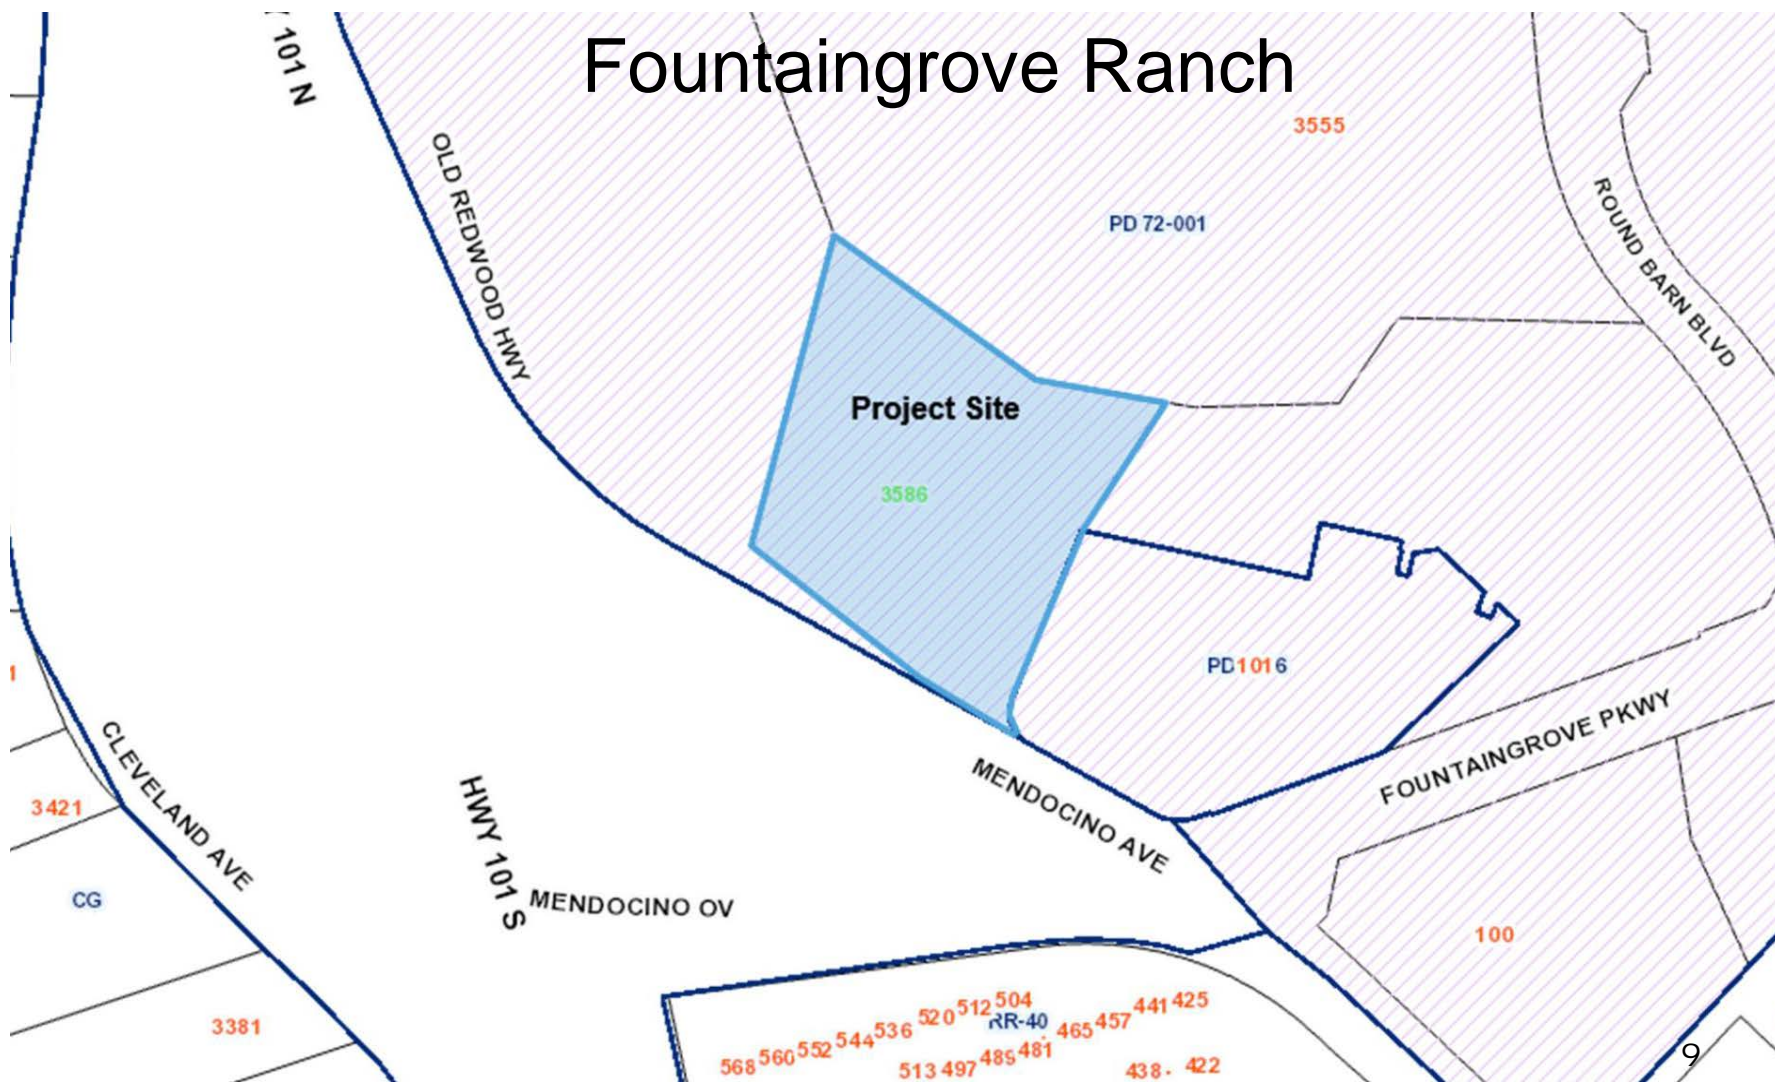 Fountaingrove Ranch
101 N
OLD REDWOOD HWY
3555
PD 72-001
ROUND BARN BLVD
Project Site
3586
PD1016
FOUNTAINGROVE PKWY
MENDOCINO AVE
CLEVELAND AVE
3421
CG
3381
HWY 101 S
MENDOCINO OV
100
504
512
520
536
544
552
560
568
RR-40
441
425
457
465
481
497
513
438
422
9